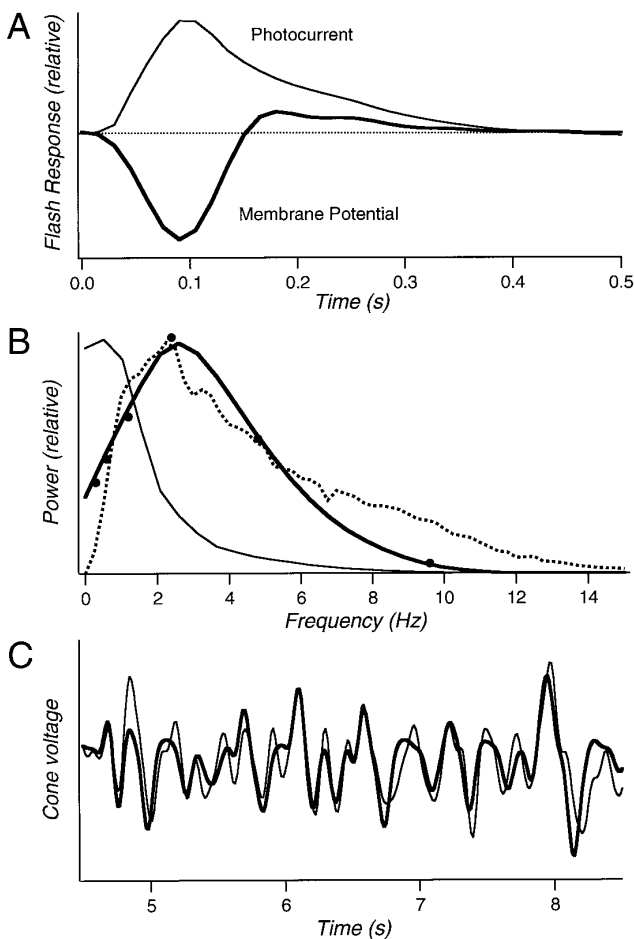 A
Flash Response (relative)
Photocurrent
Membrane Potential
0.0 0.1 0.2 0.3 0.4 0.5
Time (s)
B
Power (relative)
0 2 4 6 8 10 12 14
Frequency (Hz)
C
Cone voltage
5 6 7 8
Time (s)